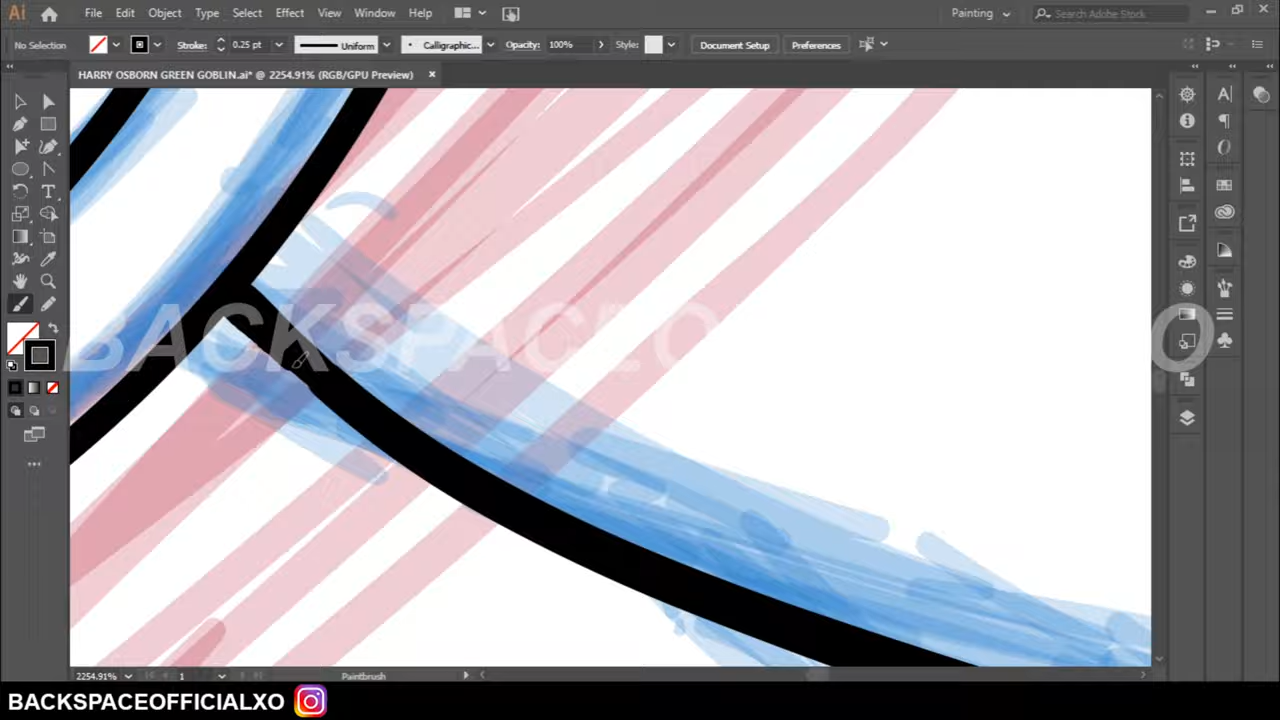 Ai File Edit Object Type Select Effect View Window Help Painting Search Adobe Stock
No Selection Stroke: 0.25 pt Uniform Calligraphic... Opacity: 100% Style: Document Setup Preferences
HARRY OSBORN GREEN GOBLIN.ai* @ 2254.91% (RGB/GPU Preview) ×
BACKSPACEO O
2254.91% 1 Paintbrush
BACKSPACEOFFICIALXO